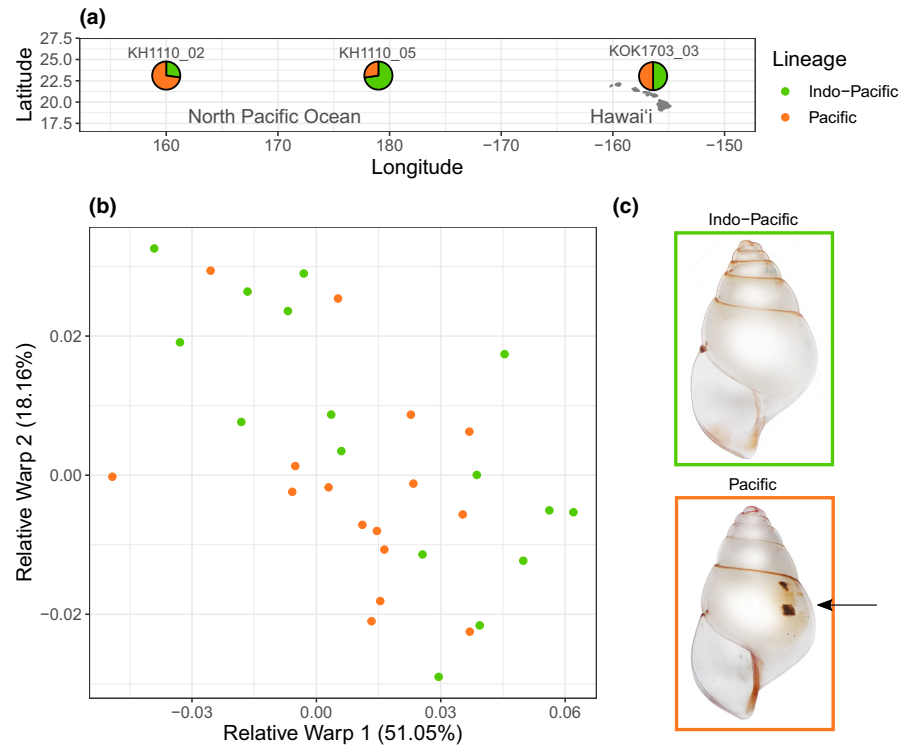 (a)
27.5
25.0
22.5
20.0
17.5
Latitude
KH1110_02
KH1110_05
KOK1703_03
North Pacific Ocean
Hawai'i
160
170
180
−170
−160
−150
Longitude
Lineage
Indo−Pacific
Pacific
(b)
0.02
0.00
−0.02
Relative Warp 2 (18.16%)
−0.03
0.00
0.03
0.06
Relative Warp 1 (51.05%)
(c)
Indo−Pacific
Pacific